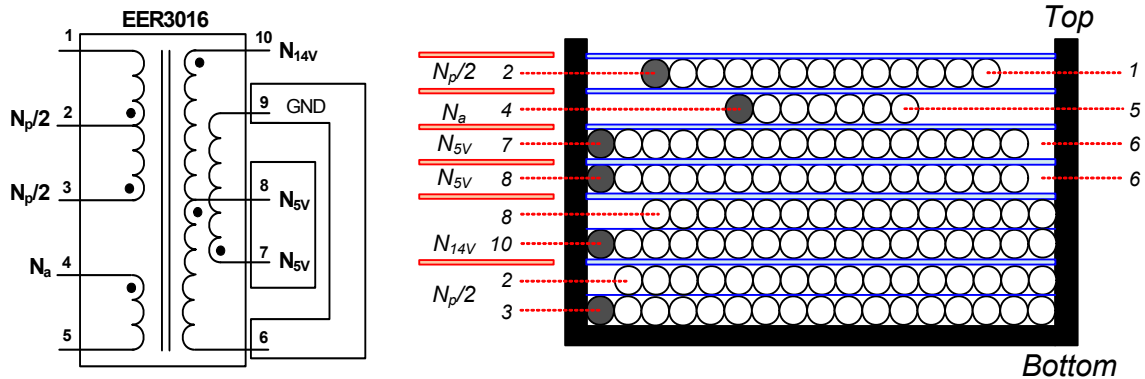 EER3016
1
10
N14V
2
Np/2
9
GND
3
Np/2
8
N5V
7
N5V
4
Na
5
6
Top
Np/2 2 1
Na 4 5
N5V 7 6
N5V 8 6
8
N14V 10
2
Np/2
3
Bottom